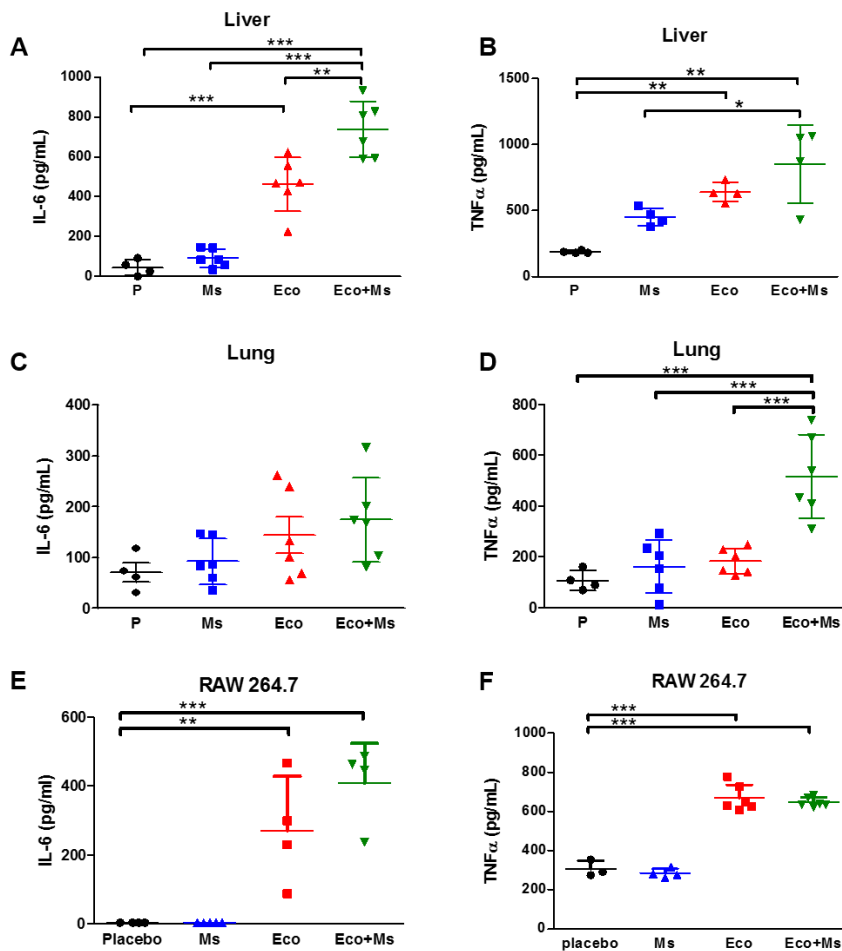 A
Liver
***
***
**
***
IL-6 (pg/mL)
1000
800
600
400
200
0
P Ms Eco Eco+Ms
B
Liver
**
**
*
TNFα (pg/mL)
1500
1000
500
0
P Ms Eco Eco+Ms
C
Lung
IL-6 (pg/mL)
400
300
200
100
0
P Ms Eco Eco+Ms
D
Lung
***
***
***
TNFα (pg/mL)
800
600
400
200
0
P Ms Eco Eco+Ms
E
RAW 264.7
***
**
IL-6 (pg/ml)
600
400
200
0
Placebo Ms Eco Eco+Ms
F
RAW 264.7
***
***
TNFα (pg/mL)
1000
800
600
400
200
0
placebo Ms Eco Eco+Ms